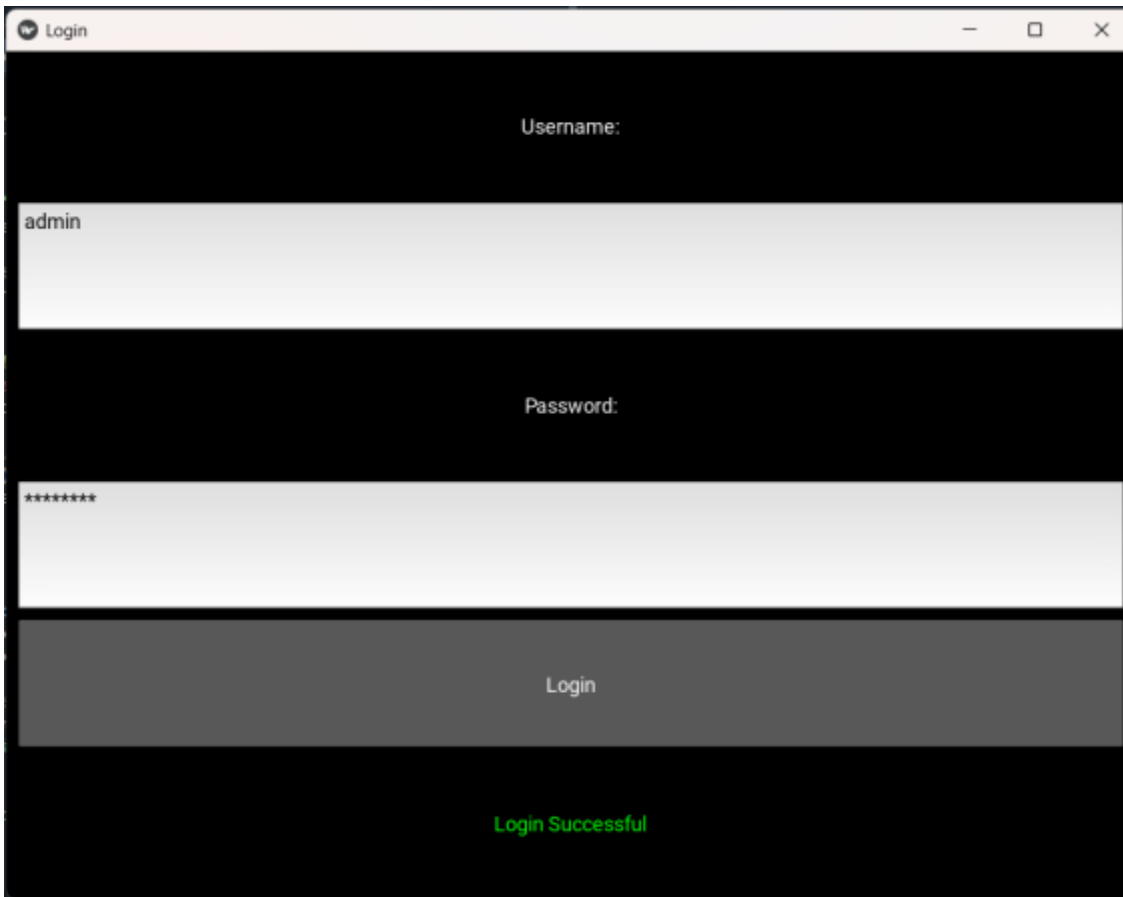 Login
Username:
admin
Password:
********
Login
Login Successful